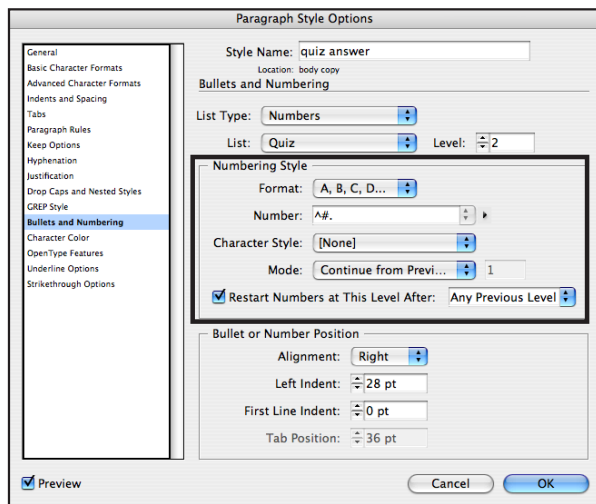 Paragraph Style Options
General
Basic Character Formats
Advanced Character Formats
Indents and Spacing
Tabs
Paragraph Rules
Keep Options
Hyphenation
Justification
Drop Caps and Nested Styles
GREP Style
Bullets and Numbering
Character Color
OpenType Features
Underline Options
Strikethrough Options
Style Name: quiz answer
Location: body copy
Bullets and Numbering
List Type: Numbers
List: Quiz Level: 2
Numbering Style
Format: A, B, C, D...
Number: ^#.
Character Style: [None]
Mode: Continue from Previ... 1
Restart Numbers at This Level After: Any Previous Level
Bullet or Number Position
Alignment: Right
Left Indent: 28 pt
First Line Indent: 0 pt
Tab Position: 36 pt
Preview Cancel OK